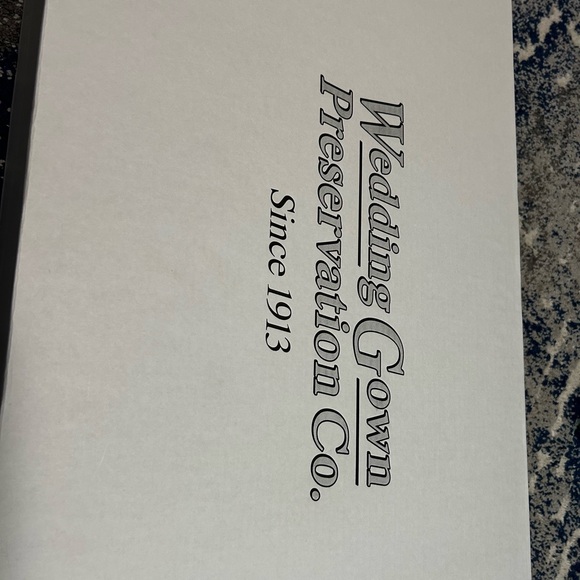 Wedding Gown
Preservation Co.
Since 1913